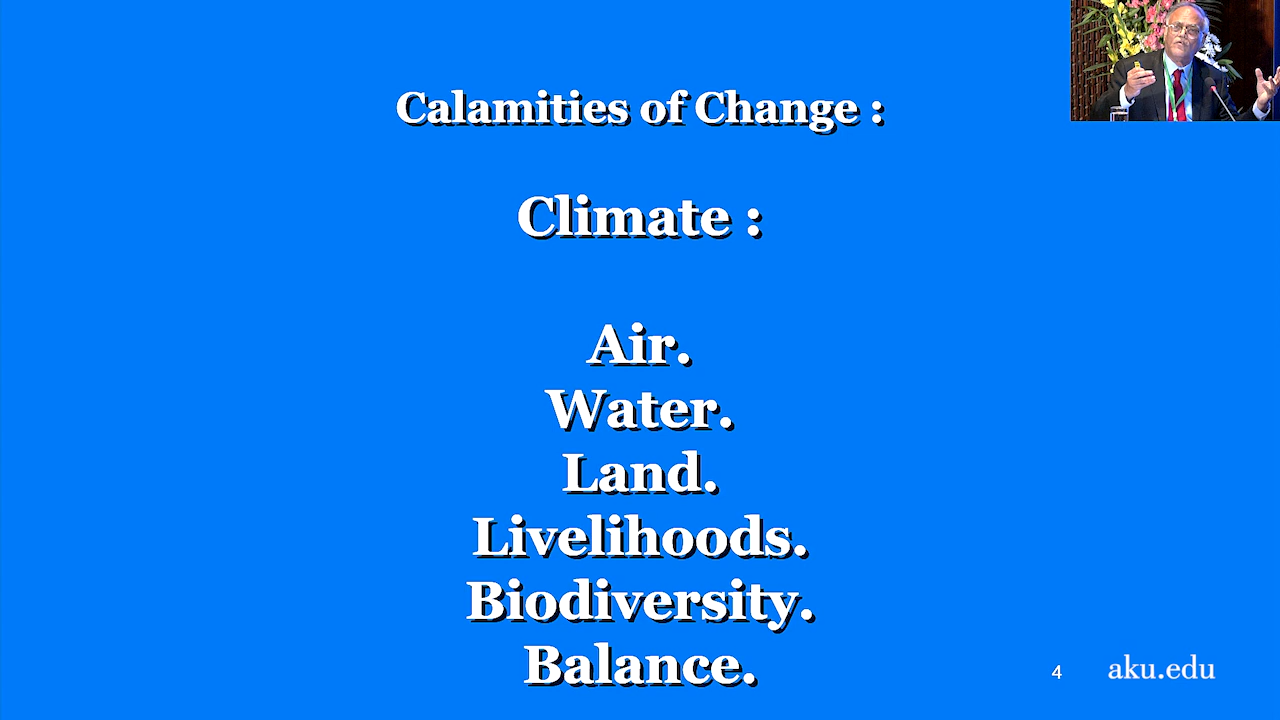 Calamities of Change :
Climate :
Air.
Water.
Land.
Livelihoods.
Biodiversity.
Balance.
4 aku.edu